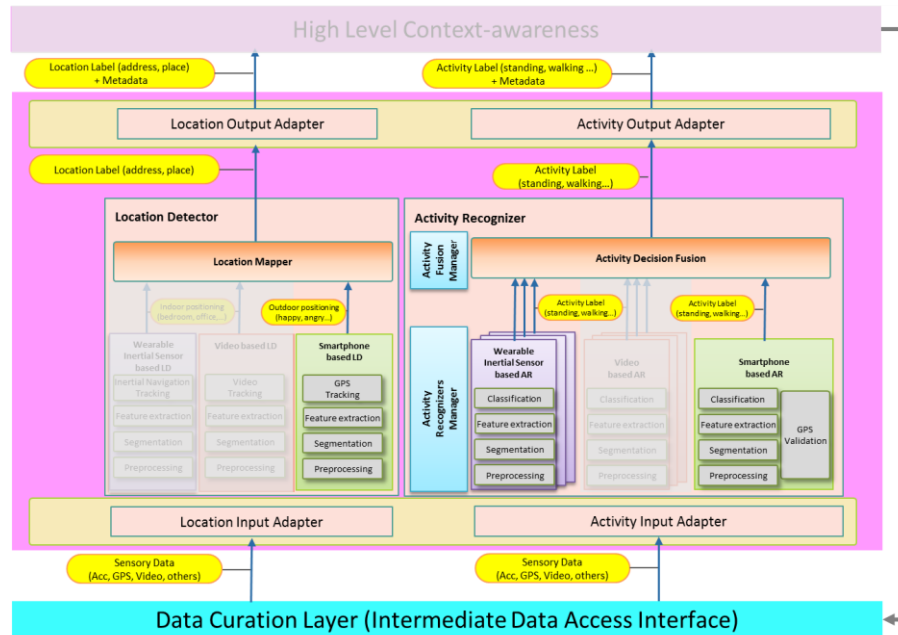 High Level Context-awareness
Location Label (address, place)
+ Metadata
Activity Label (standing, walking ...)
+ Metadata
Location Output Adapter
Activity Output Adapter
Location Label (address, place)
Activity Label
(standing, walking...)
Location Detector
Activity Recognizer
Location Mapper
Activity
Fusion
Manager
Activity Decision Fusion
Indoor positioning
(bedroom, office,...)
Outdoor positioning
(happy, angry...)
Activity Label
(standing, walking...)
Activity Label
(standing, walking...)
Wearable
Inertial Sensor
based LD
Inertial Navigation
Tracking
Feature extraction
Segmentation
Preprocessing
Video based LD
Video
Tracking
Feature extraction
Segmentation
Preprocessing
Smartphone
based LD
GPS
Tracking
Feature extraction
Segmentation
Preprocessing
Activity
Recognizers
Manager
Wearable
Inertial Sensor
based AR
Classification
Feature extraction
Segmentation
Preprocessing
Video
based AR
Classification
Feature extraction
Segmentation
Preprocessing
Smartphone
based AR
Classification
Feature extraction
Segmentation
Preprocessing
GPS
Validation
Location Input Adapter
Activity Input Adapter
Sensory Data
(Acc, GPS, Video, others)
Sensory Data
(Acc, GPS, Video, others)
Data Curation Layer (Intermediate Data Access Interface)